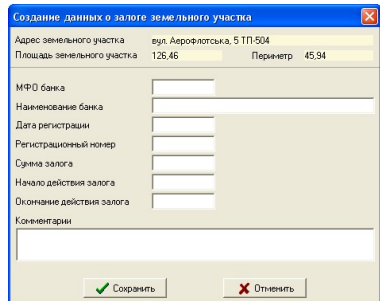 Создание данных о залоге земельного участка
Адрес земельного участка вул. Аерофлотська, 5 ТП-504
Площадь земельного участка 126,46 Периметр 45,94
МФО банка
Наименование банка
Дата регистрации
Регистрационный номер
Сумма залога
Начало действия залога
Окончание действия залога
Комментарии
Сохранить Отменить